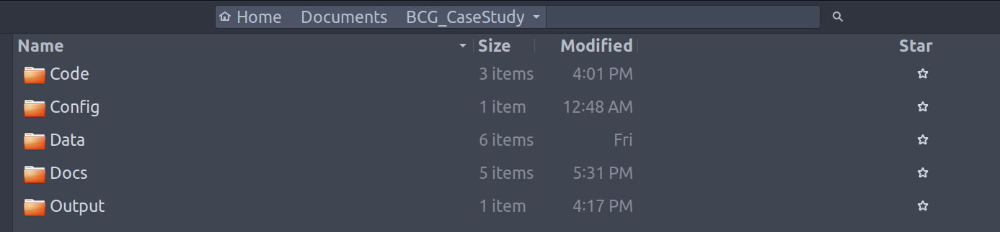 Home Documents BCG_CaseStudy
Name Size Modified Star
Code 3 items 4:01 PM
Config 1 item 12:48 AM
Data 6 items Fri
Docs 5 items 5:31 PM
Output 1 item 4:17 PM